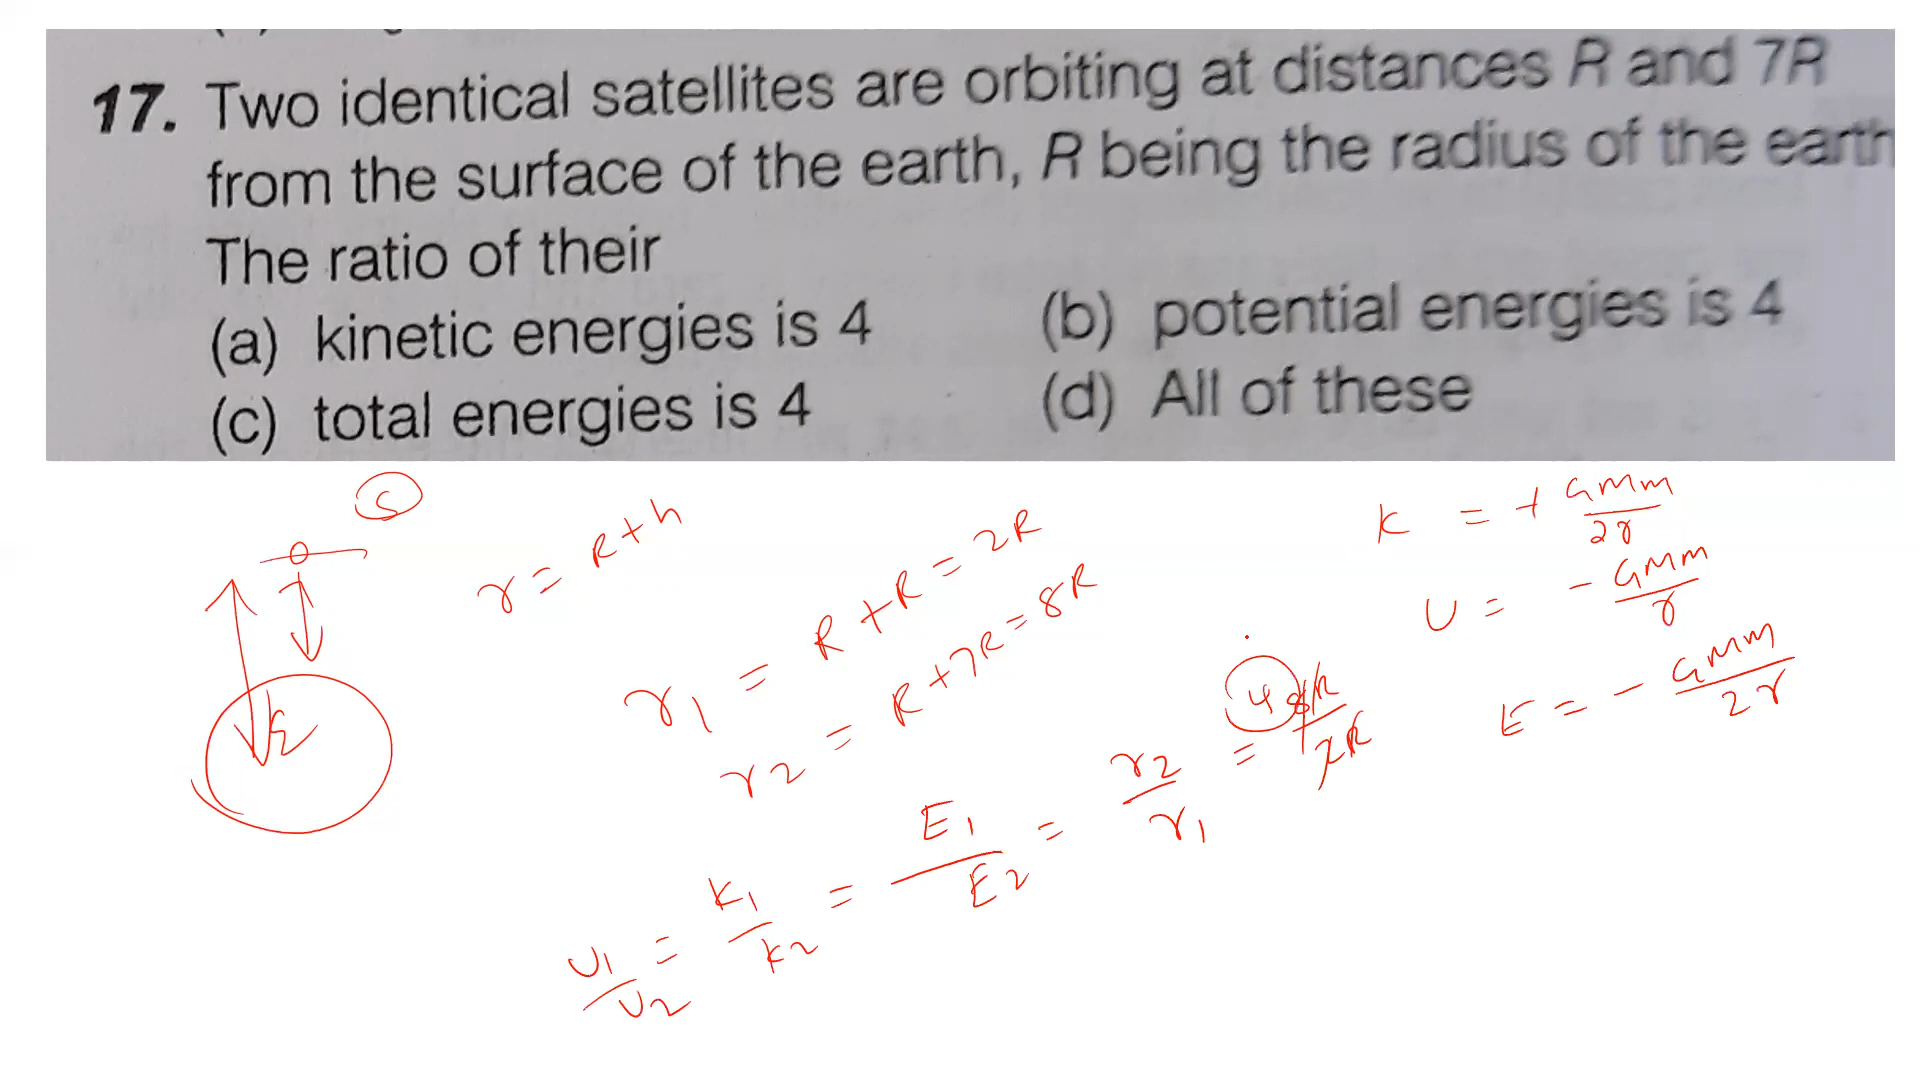 17. Two identical satellites are orbiting at distances R and 7R
from the surface of the earth, R being the radius of the earth
The ratio of their
(a) kinetic energies is 4 (b) potential energies is 4
(c) total energies is 4 (d) All of these
S
r = R+h
r1 = R+R = 2R
r2 = R+7R = 8R
K = + GMm/2r
U = - GMm/r
E = - GMm/2r
U1/U2 = K1/K2 = E1/E2 = r2/r1 = 8R/2R 4